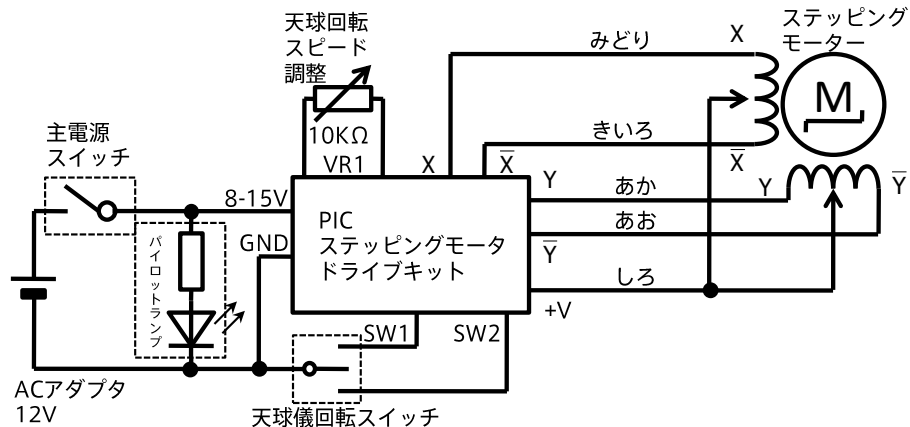 天球回転
スピード
調整
10KΩ
VR1
主電源
スイッチ
8-15V
GND
パイロットランプ
ACアダプタ
12V
PIC
ステッピングモータ
ドライブキット
X
X̅
Y
Y̅
+V
SW1
SW2
天球儀回転スイッチ
みどり
きいろ
あか
あお
しろ
X
X̅
Y
Y̅
ステッピング
モーター
M